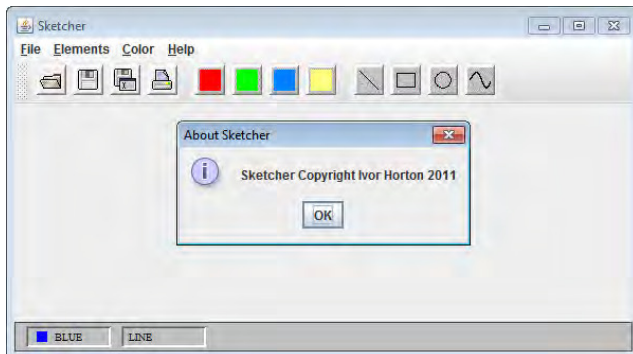 Sketcher
File Elements Color Help
About Sketcher
i
Sketcher Copyright Ivor Horton 2011
OK
BLUE LINE